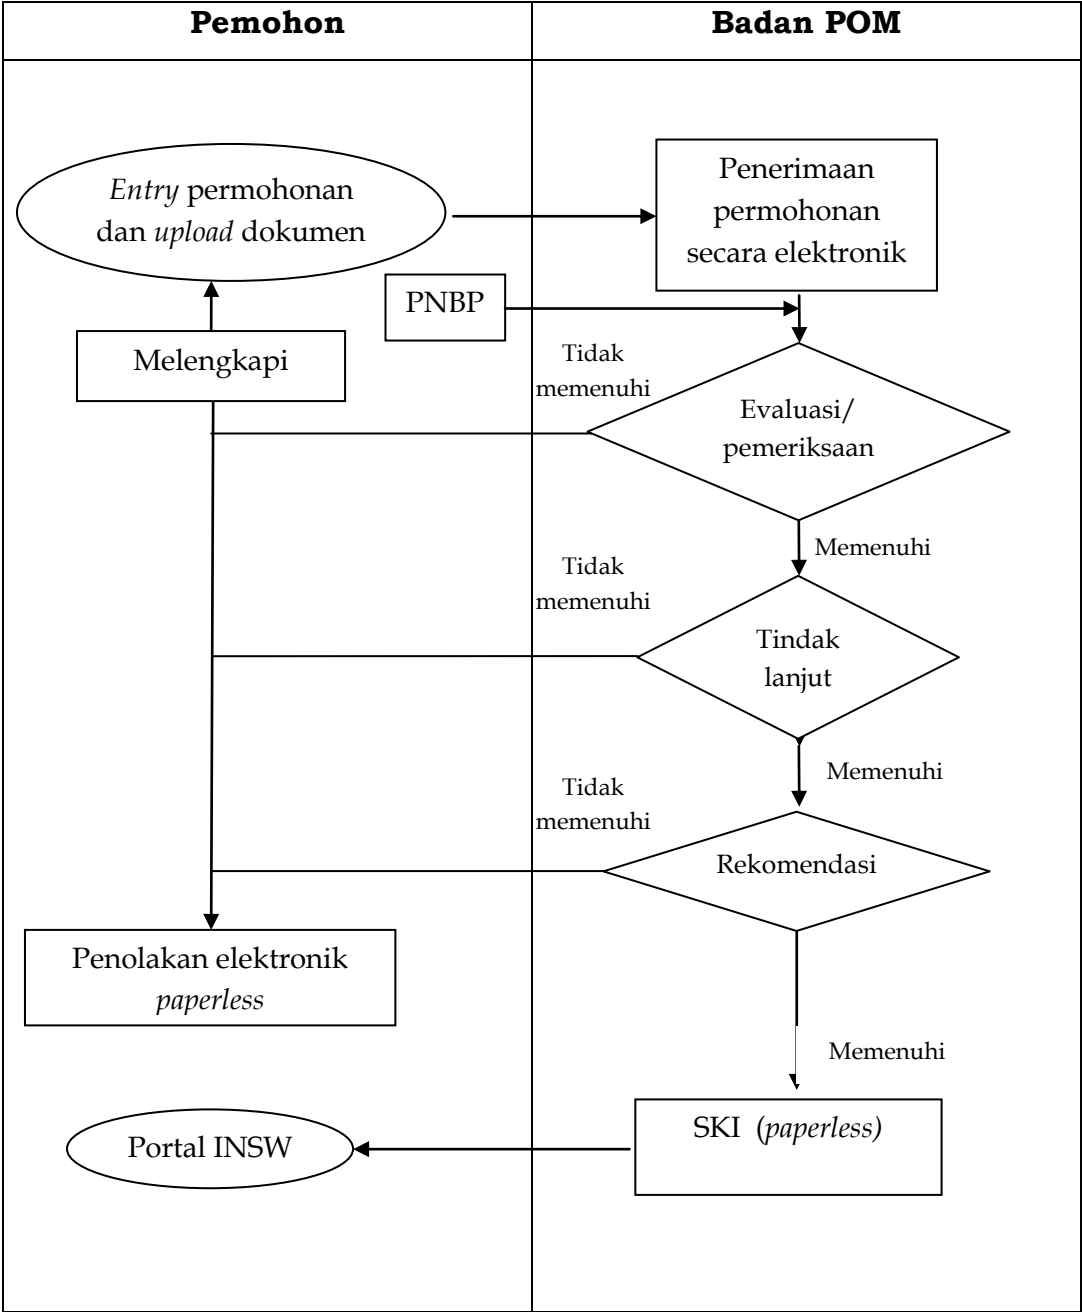 Pemohon
Badan POM
Entry permohonan
dan upload dokumen
Penerimaan
permohonan
secara elektronik
PNBP
Melengkapi
Tidak
memenuhi
Evaluasi/
pemeriksaan
Memenuhi
Tidak
memenuhi
Tindak
lanjut
Memenuhi
Tidak
memenuhi
Rekomendasi
Penolakan elektronik
paperless
Memenuhi
SKI (paperless)
Portal INSW